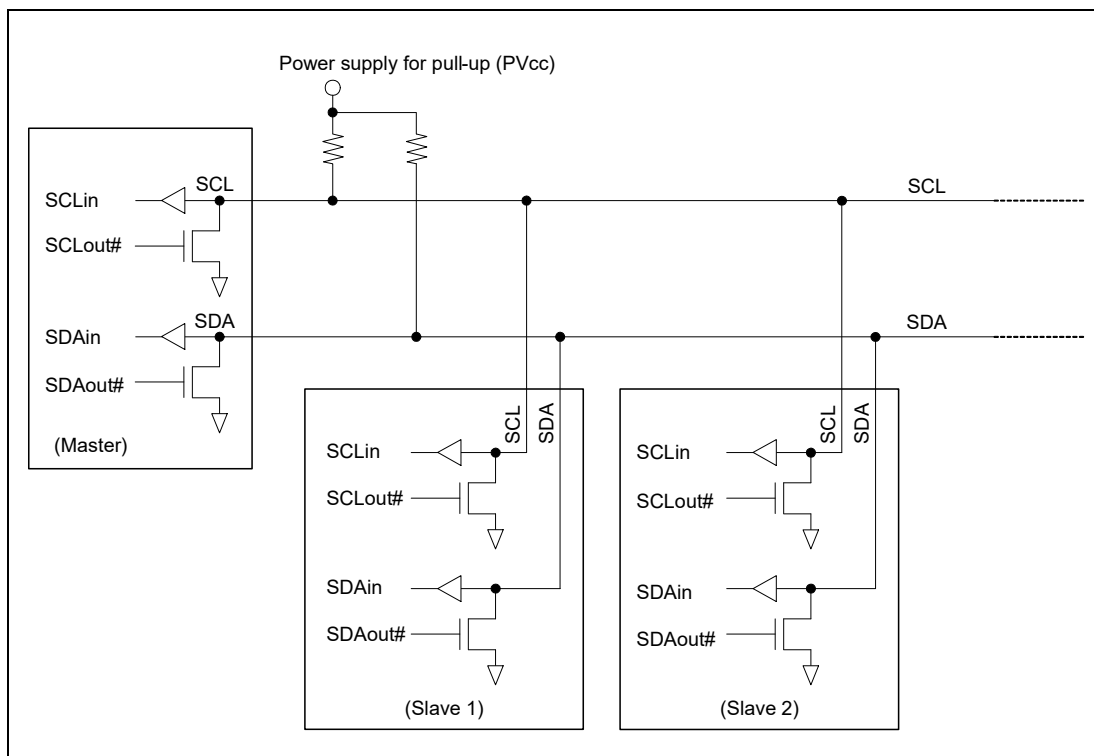 Power supply for pull-up (PVcc)
SCL
SCLin
SCLout#
SCL
SDA
SDAin
SDAout#
SDA
(Master)
SCL
SDA
SCLin
SCLout#
SDAin
SDAout#
(Slave 1)
SCL
SDA
SCLin
SCLout#
SDAin
SDAout#
(Slave 2)